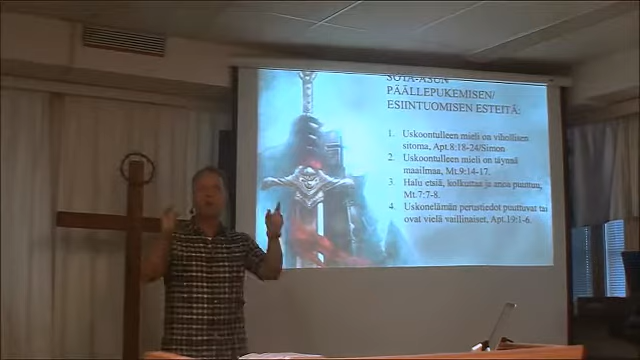 SOTA-ASUN
PÄÄLLEPUKEMISEN/
ESIINTUOMISEN ESTEITÄ:
1. Uskoontulleen mieli on vihollisen
sitoma, Apt.8:18-24/Simon
2. Uskoontulleen mieli on täynnä
maailmaa, Mt.9:14-17.
3. Halu etsiä, kolkuttaa ja anoa puuttuu,
Mt.7:7-8.
4. Uskonelämän perustiedot puuttuvat tai
ovat vielä vaillinaiset, Apt.19:1-6.